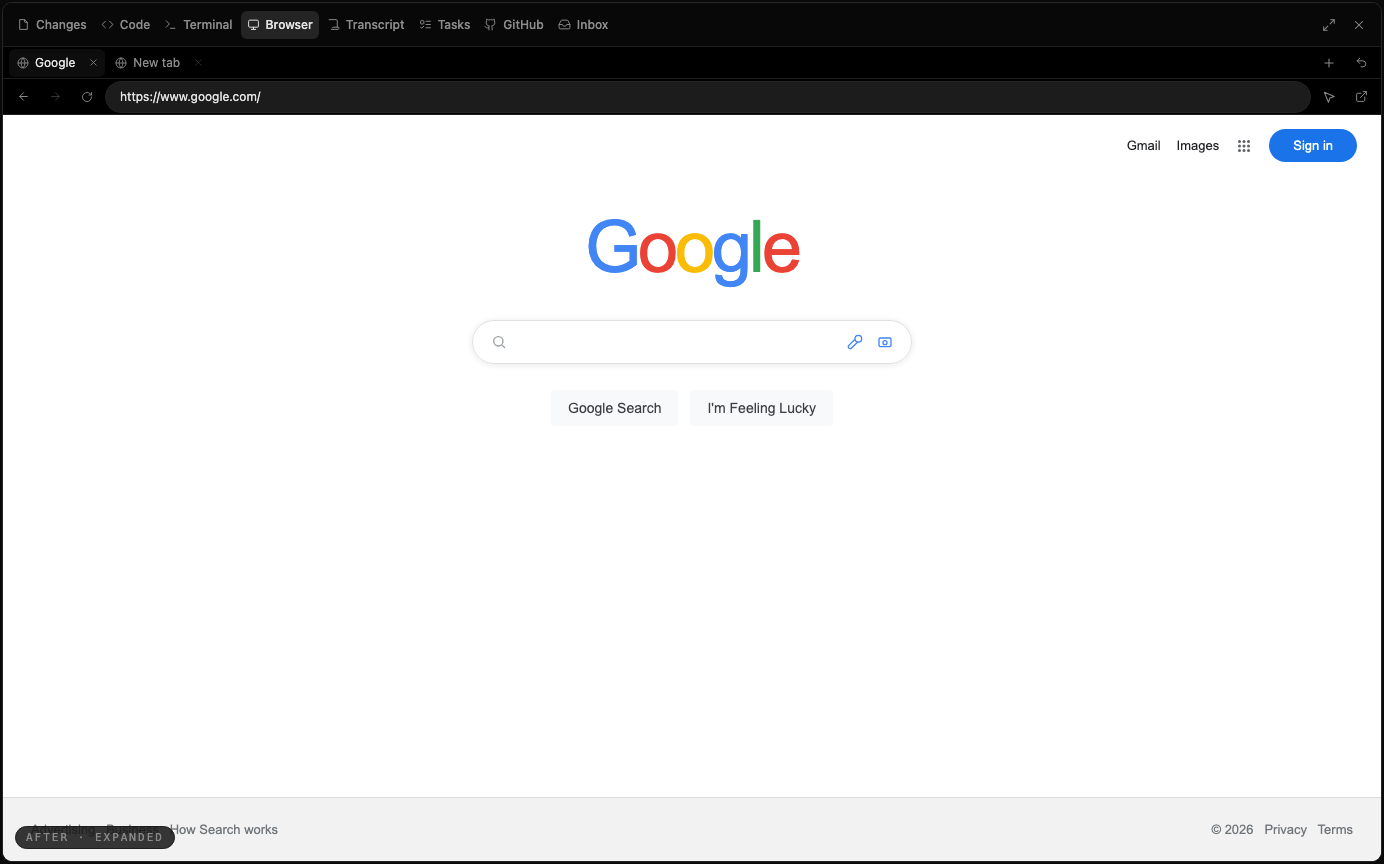 Changes Code Terminal Browser Transcript Tasks GitHub Inbox
Google New tab
https://www.google.com/
Gmail Images Sign in
Google
Google Search I'm Feeling Lucky
How Search works © 2026 Privacy Terms
AFTER · EXPANDED